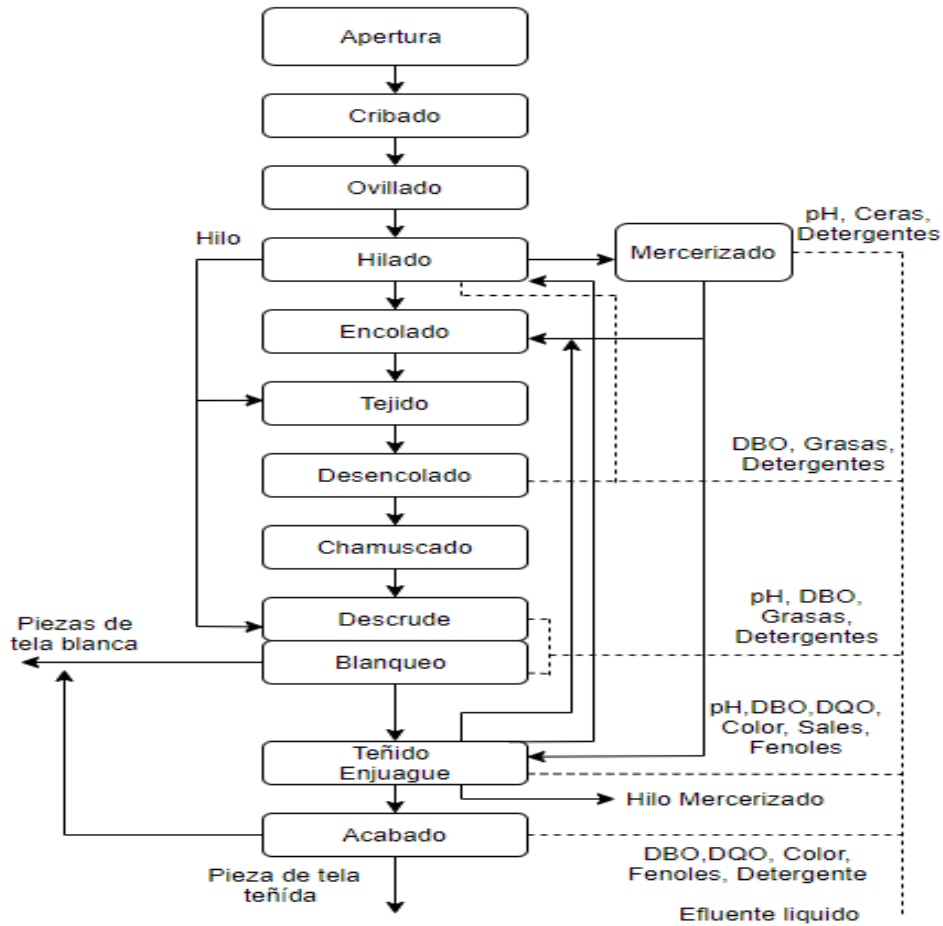 Apertura
Cribado
Ovillado
Hilo
Hilado
Mercerizado
pH, Ceras,
Detergentes
Encolado
Tejido
DBO, Grasas,
Detergentes
Desencolado
Chamuscado
Descrude
pH, DBO,
Grasas,
Detergentes
Piezas de
tela blanca
Blanqueo
pH,DBO,DQO,
Color, Sales,
Fenoles
Teñido
Enjuague
Hilo Mercerizado
Acabado
DBO,DQO, Color,
Fenoles, Detergente
Pieza de tela
teñída
Efluente liquido